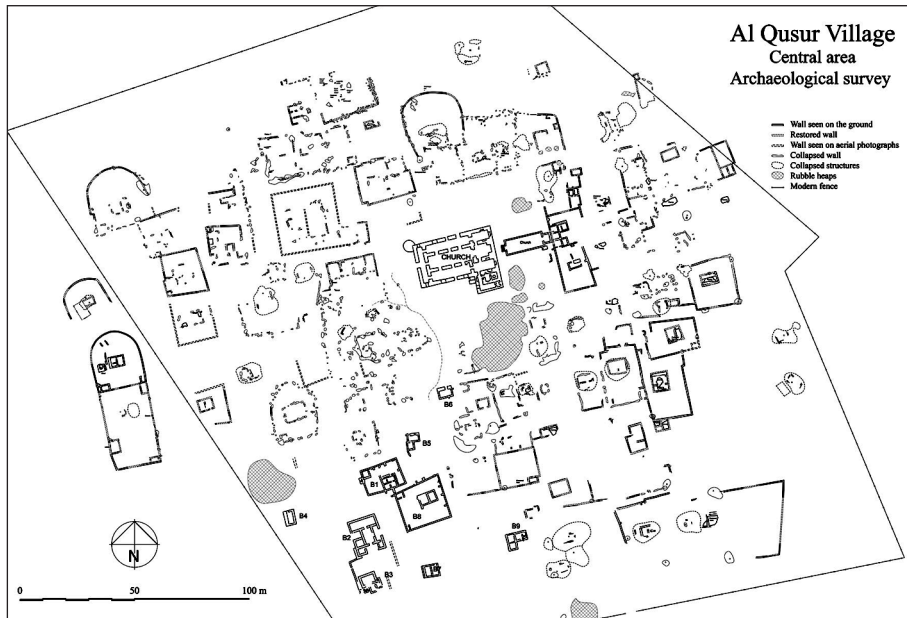 Al Qusur Village
Central area
Archaeological survey
Wall seen on the ground
Restored wall
Wall seen on aerial photographs
Collapsed wall
Collapsed structures
Rubble heaps
Modern fence
CHURCH
B6
B5
B1
B8
B4
B2
B9
B3
N
0 50 100 m